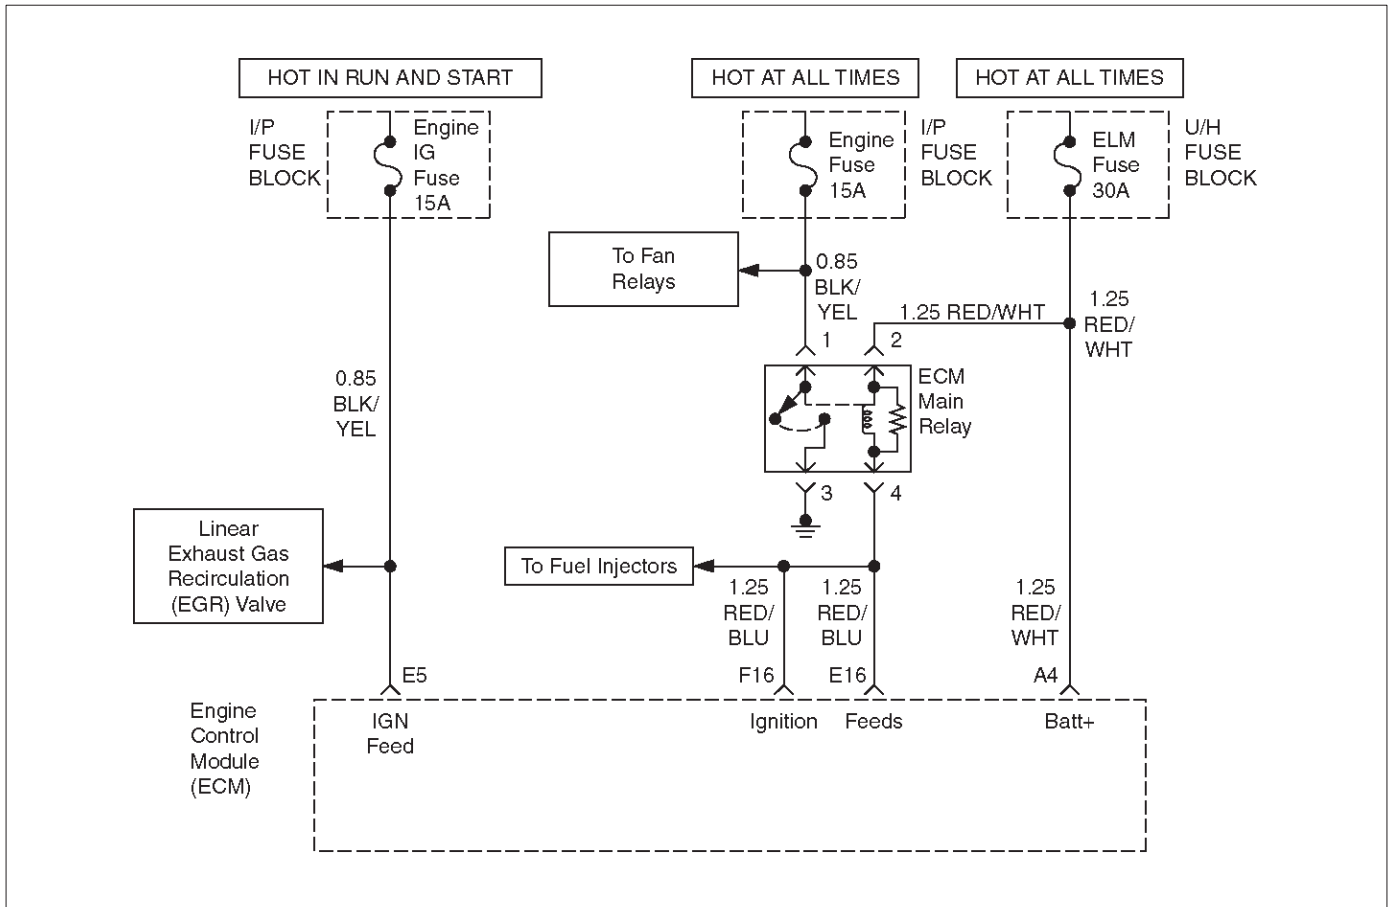 HOT IN RUN AND START
HOT AT ALL TIMES
HOT AT ALL TIMES
I/P
FUSE
BLOCK
Engine
IG
Fuse
15A
Engine
Fuse
15A
I/P
FUSE
BLOCK
ELM
Fuse
30A
U/H
FUSE
BLOCK
To Fan
Relays
0.85
BLK/
YEL
1.25 RED/WHT
1.25
RED/
WHT
1
2
ECM
Main
Relay
0.85
BLK/
YEL
3
4
Linear
Exhaust Gas
Recirculation
(EGR) Valve
To Fuel Injectors
1.25
RED/
BLU
1.25
RED/
BLU
1.25
RED/
WHT
E5
F16
E16
A4
Engine
Control
Module
(ECM)
IGN
Feed
Ignition
Feeds
Batt+